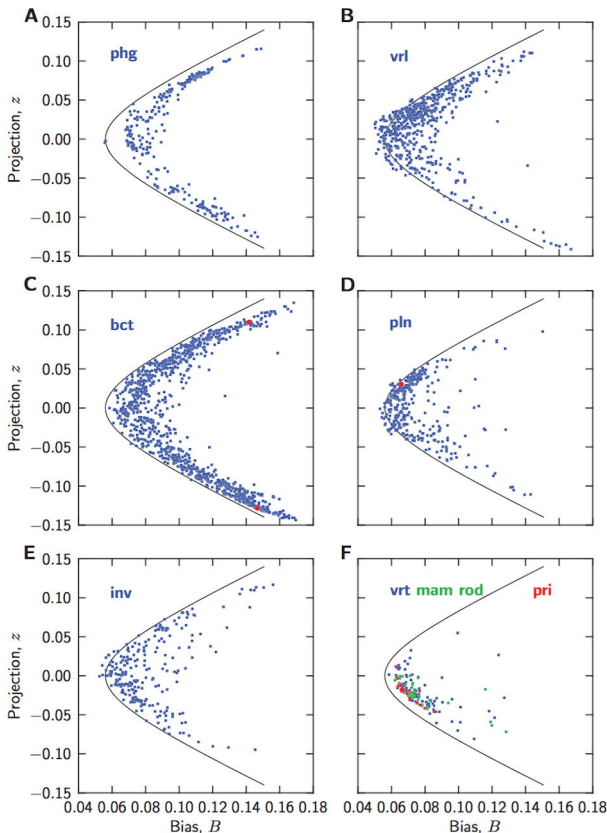 A
B
0.15
phg
vrl
0.10
0.05
0.00
−0.05
−0.10
−0.15
Projection, z
C
D
0.15
bct
pln
0.10
0.05
0.00
−0.05
−0.10
−0.15
Projection, z
E
F
0.15
inv
vrt mam rod pri
0.10
0.05
0.00
−0.05
−0.10
−0.15
Projection, z
0.04 0.06 0.08 0.10 0.12 0.14 0.16 0.18 0.04 0.06 0.08 0.10 0.12 0.14 0.16 0.18
Bias, B Bias, B